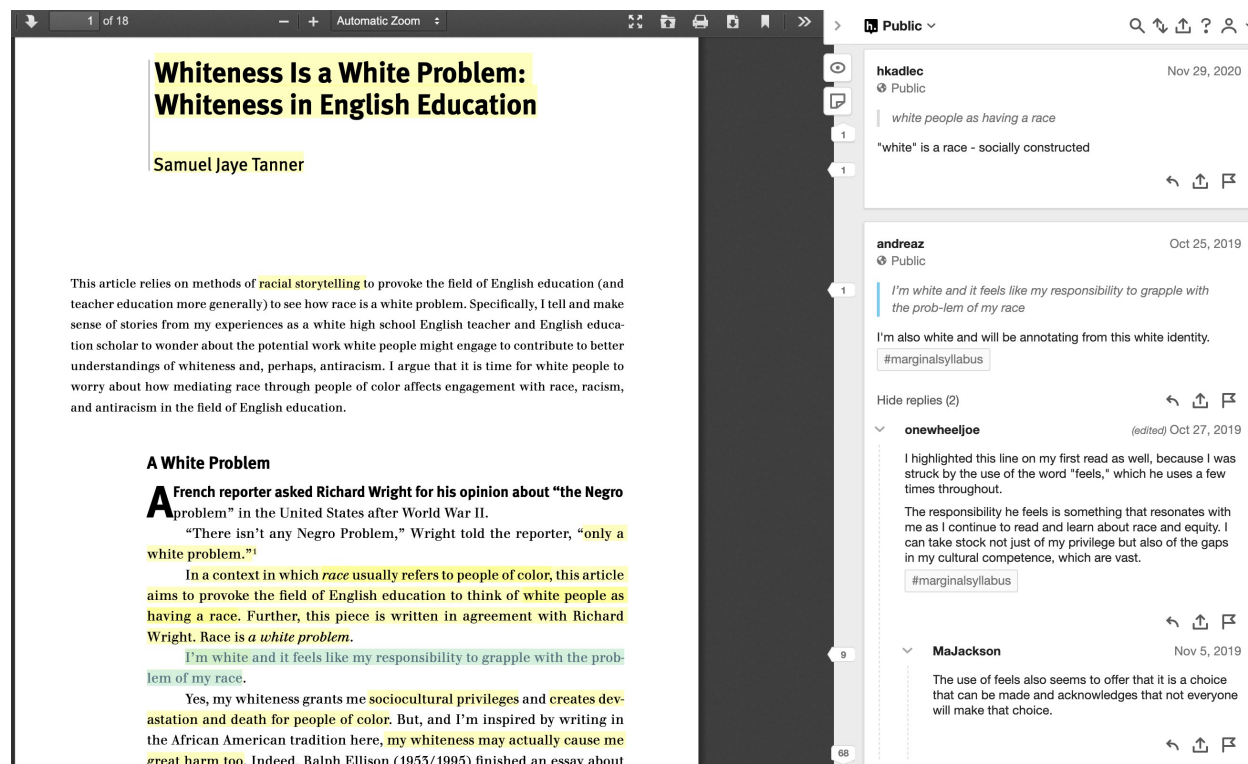 1 of 18
Automatic Zoom
Whiteness Is a White Problem:
Whiteness in English Education
Samuel Jaye Tanner
This article relies on methods of racial storytelling to provoke the field of English education (and
teacher education more generally) to see how race is a white problem. Specifically, I tell and make
sense of stories from my experiences as a white high school English teacher and English educa-
tion scholar to wonder about the potential work white people might engage to contribute to better
understandings of whiteness and, perhaps, antiracism. I argue that it is time for white people to
worry about how mediating race through people of color affects engagement with race, racism,
and antiracism in the field of English education.
A White Problem
A French reporter asked Richard Wright for his opinion about “the Negro
problem” in the United States after World War II.
“There isn’t any Negro Problem,” Wright told the reporter, “only a
white problem.”1
In a context in which race usually refers to people of color, this article
aims to provoke the field of English education to think of white people as
having a race. Further, this piece is written in agreement with Richard
Wright. Race is a white problem.
I’m white and it feels like my responsibility to grapple with the prob-
lem of my race.
Yes, my whiteness grants me sociocultural privileges and creates dev-
astation and death for people of color. But, and I’m inspired by writing in
the African American tradition here, my whiteness may actually cause me
great harm too. Indeed, Ralph Ellison (1953/1995) finished an essay about
1
1
1
9
68
h. Public
hkadlec Nov 29, 2020
Public
white people as having a race
"white" is a race - socially constructed
andreaz Oct 25, 2019
Public
I’m white and it feels like my responsibility to grapple with
the prob-lem of my race
I'm also white and will be annotating from this white identity.
#marginalsyllabus
Hide replies (2)
onewheeljoe (edited) Oct 27, 2019
I highlighted this line on my first read as well, because I was
struck by the use of the word "feels," which he uses a few
times throughout.
The responsibility he feels is something that resonates with
me as I continue to read and learn about race and equity. I
can take stock not just of my privilege but also of the gaps
in my cultural competence, which are vast.
#marginalsyllabus
MaJackson Nov 5, 2019
The use of feels also seems to offer that it is a choice
that can be made and acknowledges that not everyone
will make that choice.